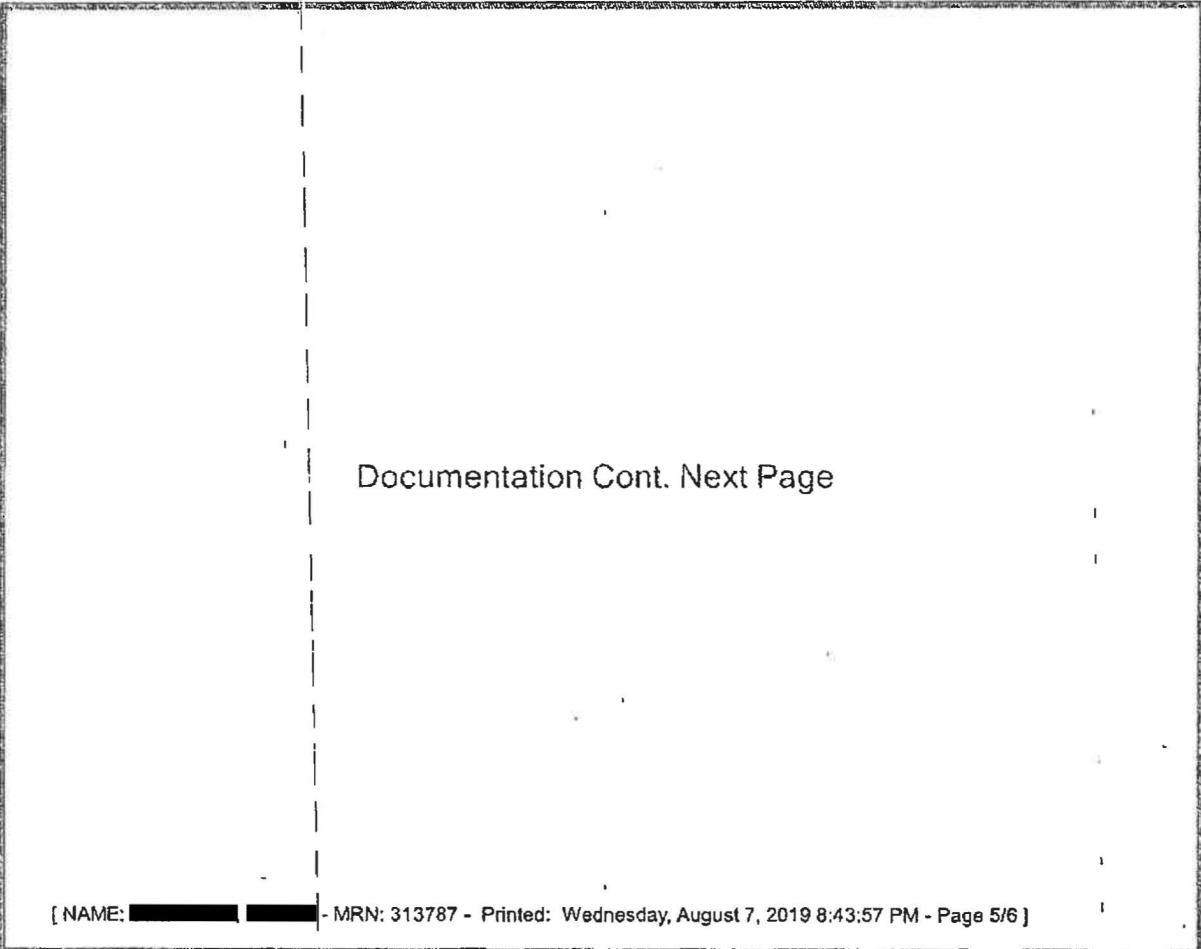 Documentation Cont. Next Page
[ NAME: , - MRN: 313787 - Printed: Wednesday, August 7, 2019 8:43:57 PM - Page 5/6 ]